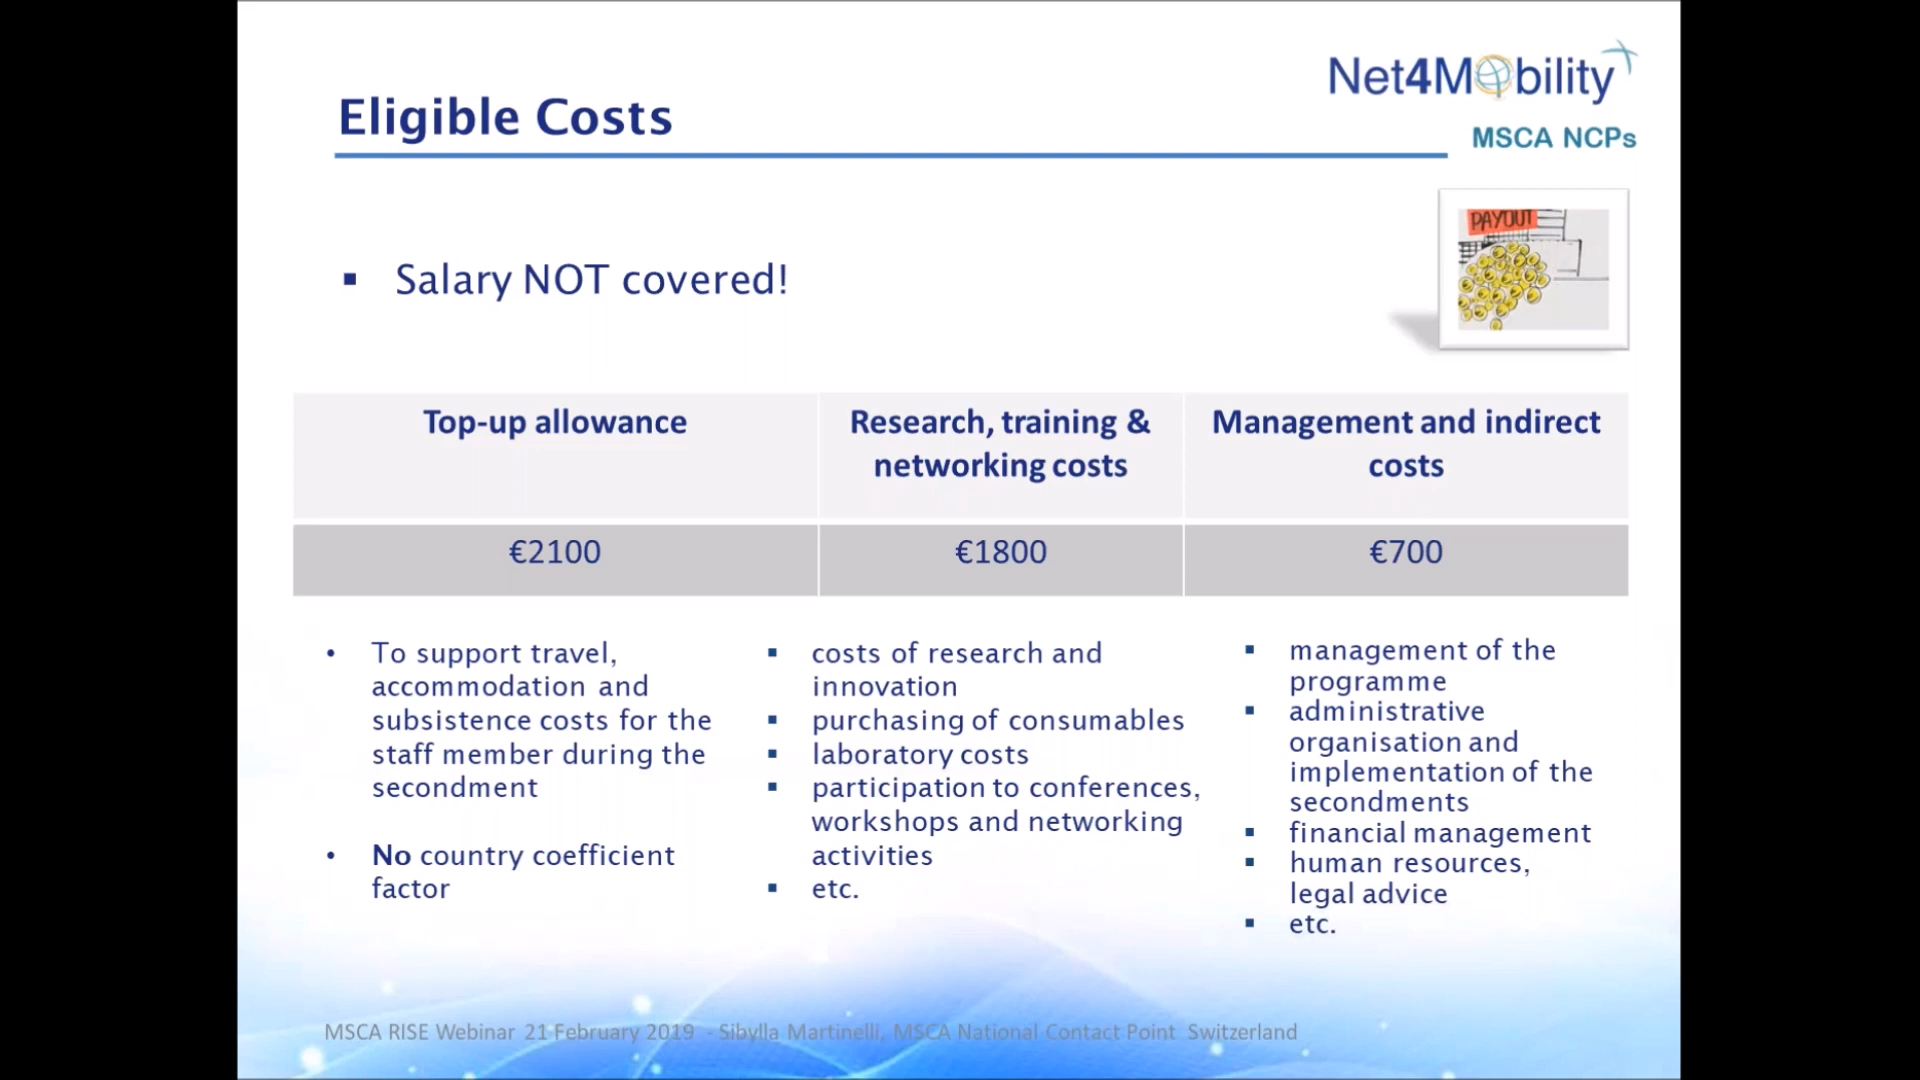 Net4Mobility
MSCA NCPs
Eligible Costs
PAYOUT
▪ Salary NOT covered!
Top-up allowance
Research, training &
networking costs
Management and indirect
costs
€2100
€1800
€700
• To support travel,
accommodation and
subsistence costs for the
staff member during the
secondment
• No country coefficient
factor
▪ costs of research and
innovation
▪ purchasing of consumables
▪ laboratory costs
▪ participation to conferences,
workshops and networking
activities
▪ etc.
▪ management of the
programme
▪ administrative
organisation and
implementation of the
secondments
▪ financial management
▪ human resources,
legal advice
▪ etc.
MSCA RISE Webinar 21 February 2019 - Sibylla Martinelli, MSCA National Contact Point Switzerland